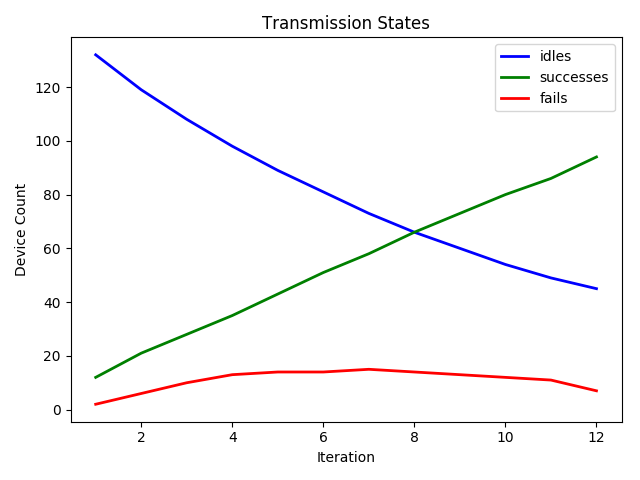 Transmission States
idles
successes
fails
120
100
80
60
40
20
0
Device Count
2 4 6 8 10 12
Iteration